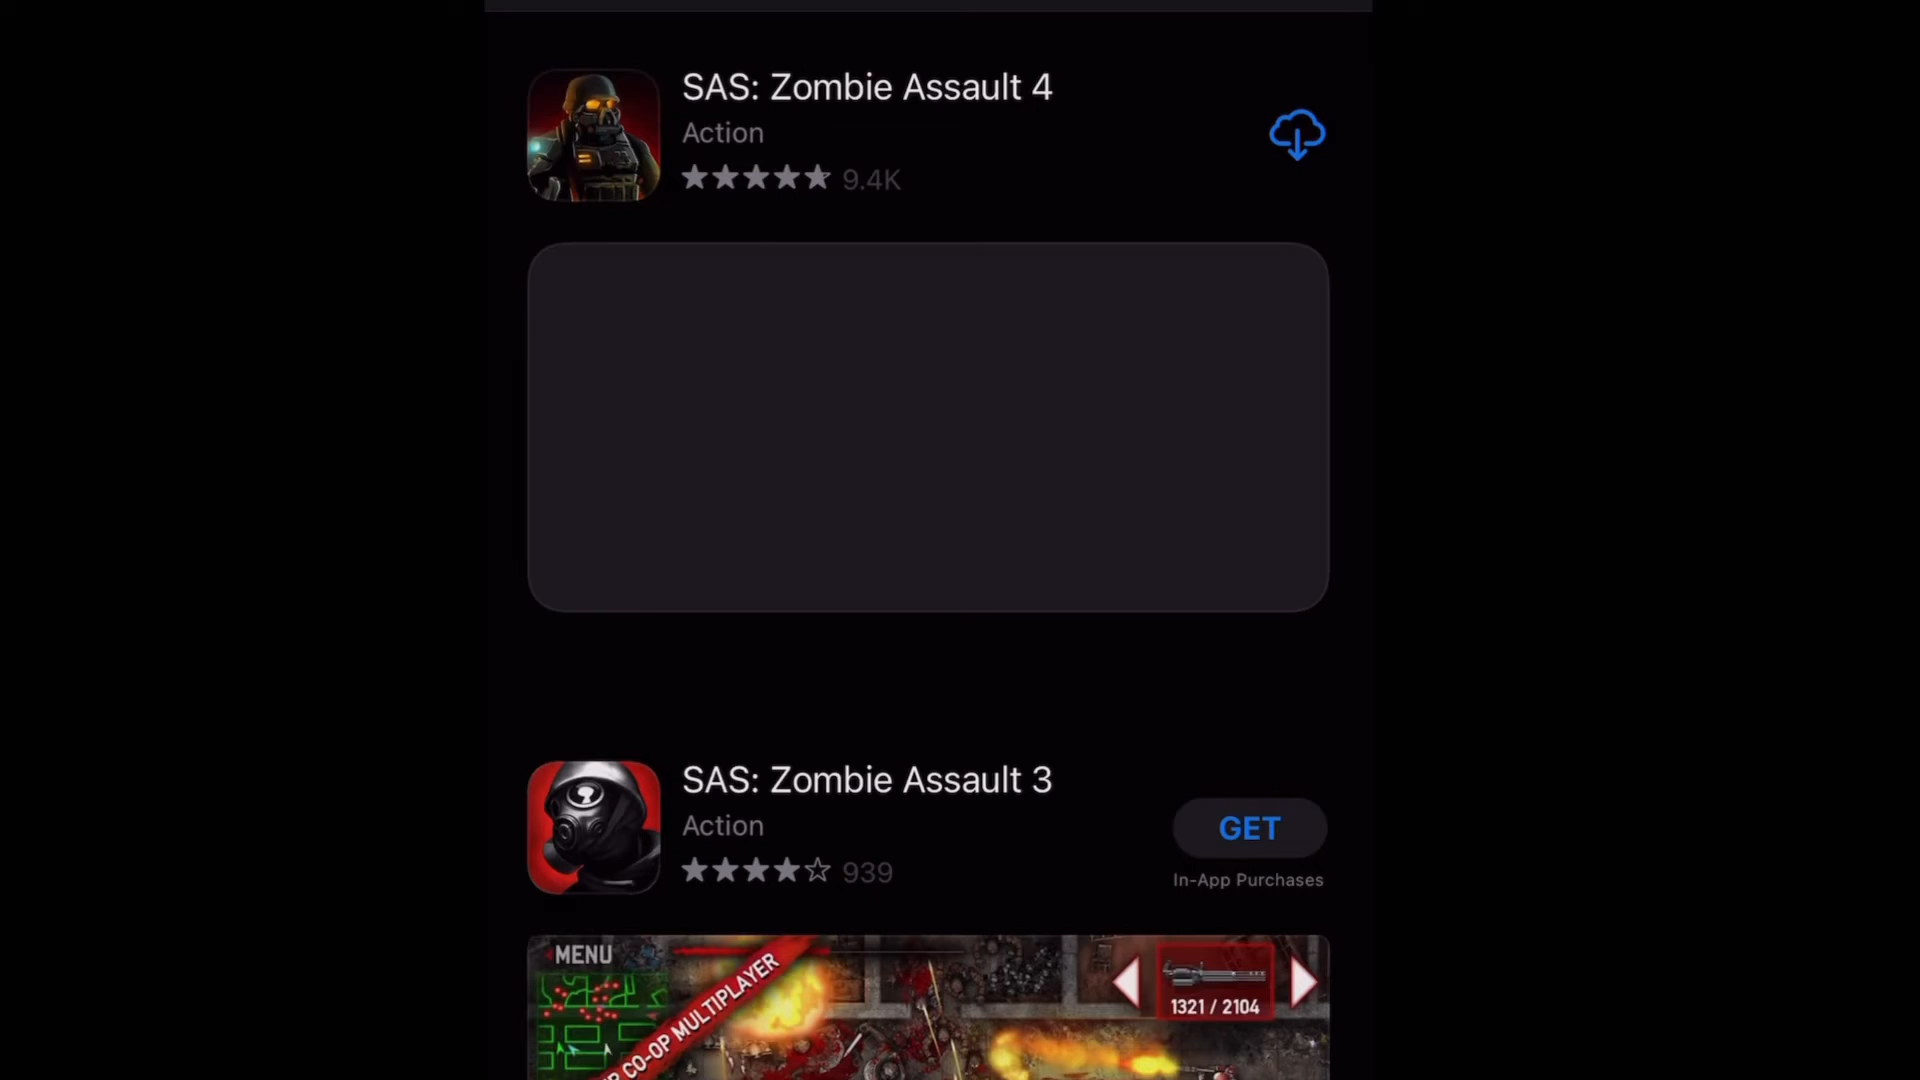 SAS: Zombie Assault 4
Action
9.4K
SAS: Zombie Assault 3
Action
939
GET
In-App Purchases
MENU
CO-OP MULTIPLAYER
1321 / 2104